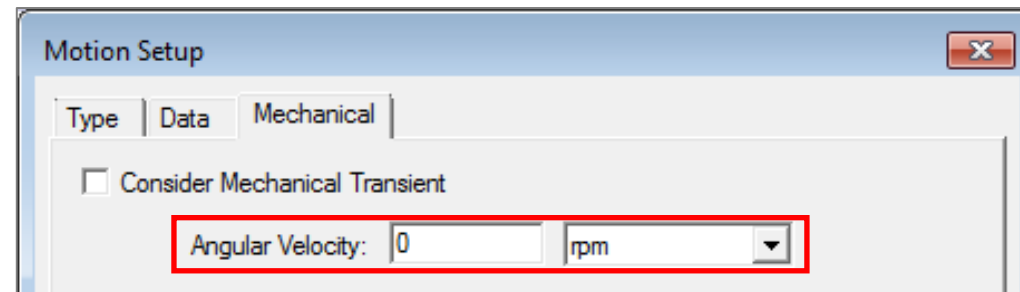 Motion Setup
Type Data Mechanical
Consider Mechanical Transient
Angular Velocity: 0 rpm